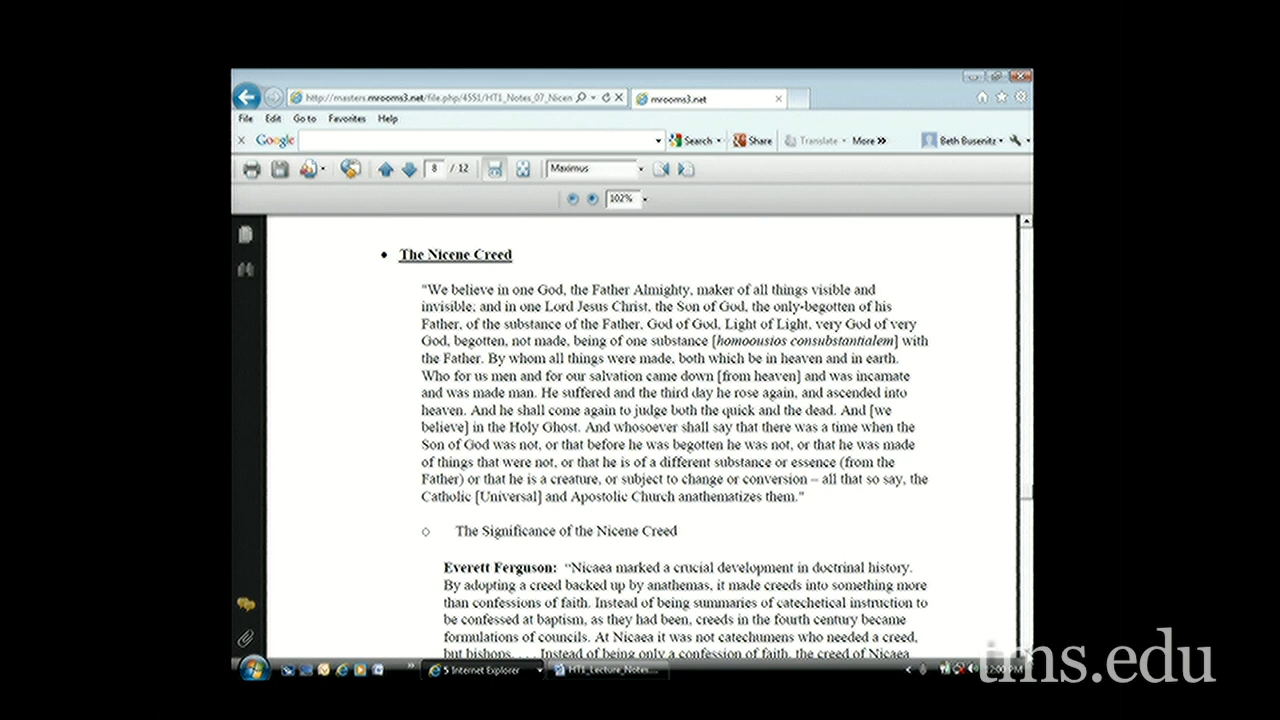 http://masters.mrooms3.net/file.php/4551/HT1_Notes_07_Nicen
mrooms3.net
File Edit Go to Favorites Help
x Google Search Share Translate More » Beth Busenitz
8 / 12 Maximus
102%
• The Nicene Creed
"We believe in one God, the Father Almighty, maker of all things visible and
invisible; and in one Lord Jesus Christ, the Son of God, the only-begotten of his
Father, of the substance of the Father, God of God, Light of Light, very God of very
God, begotten, not made, being of one substance [homoousios consubstantialem] with
the Father. By whom all things were made, both which be in heaven and in earth.
Who for us men and for our salvation came down [from heaven] and was incarnate
and was made man. He suffered and the third day he rose again, and ascended into
heaven. And he shall come again to judge both the quick and the dead. And [we
believe] in the Holy Ghost. And whosoever shall say that there was a time when the
Son of God was not, or that before he was begotten he was not, or that he was made
of things that were not, or that he is of a different substance or essence (from the
Father) or that he is a creature, or subject to change or conversion – all that so say, the
Catholic [Universal] and Apostolic Church anathematizes them."
◇ The Significance of the Nicene Creed
Everett Ferguson: “Nicaea marked a crucial development in doctrinal history.
By adopting a creed backed up by anathemas, it made creeds into something more
than confessions of faith. Instead of being summaries of catechetical instruction to
be confessed at baptism, as they had been, creeds in the fourth century became
formulations of councils. At Nicaea it was not catechumens who needed a creed,
but bishops. . . . Instead of being only a confession of faith, the creed of Nicaea
5 Internet Explorer HT1_Lecture_Notes....
tms.edu